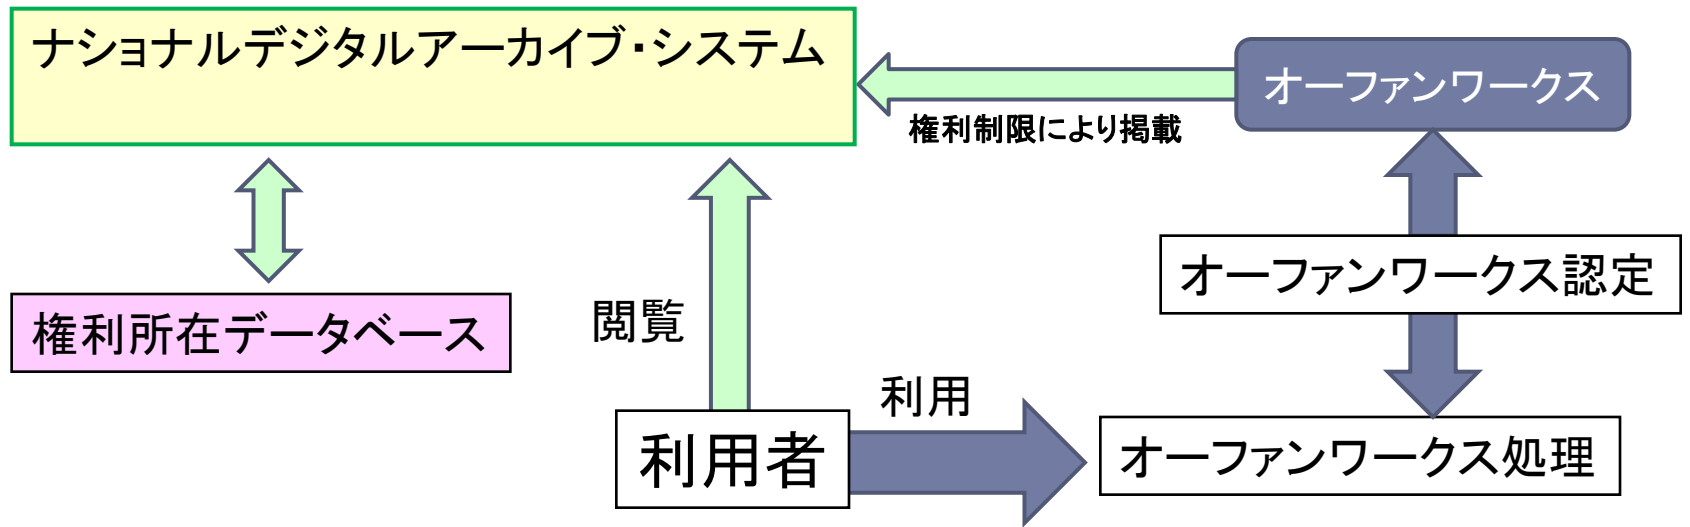 ナショナルデジタルアーカイブ・システム
オーファンワークス
権利制限により掲載
オーファンワークス認定
権利所在データベース
閲覧
利用
利用者
オーファンワークス処理